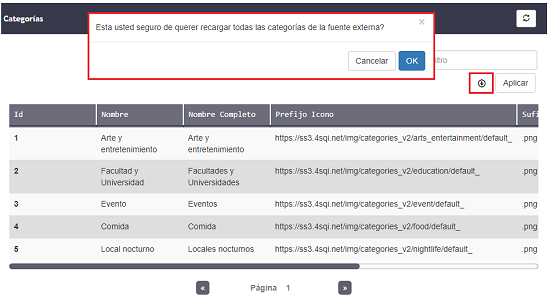 Categorías
Esta usted seguro de querer recargar todas las categorías de la fuente externa?
×
Cancelar OK
iltro
Aplicar
Id Nombre Nombre Completo Prefijo Icono Sufi
1 Arte y entretenimiento Arte y entretenimiento https://ss3.4sqi.net/img/categories_v2/arts_entertainment/default_ .png
2 Facultad y Universidad Facultades y Universidades https://ss3.4sqi.net/img/categories_v2/education/default_ .png
3 Evento Eventos https://ss3.4sqi.net/img/categories_v2/event/default_ .png
4 Comida Comida https://ss3.4sqi.net/img/categories_v2/food/default_ .png
5 Local nocturno Locales nocturnos https://ss3.4sqi.net/img/categories_v2/nightlife/default_ .png
« Página 1 »